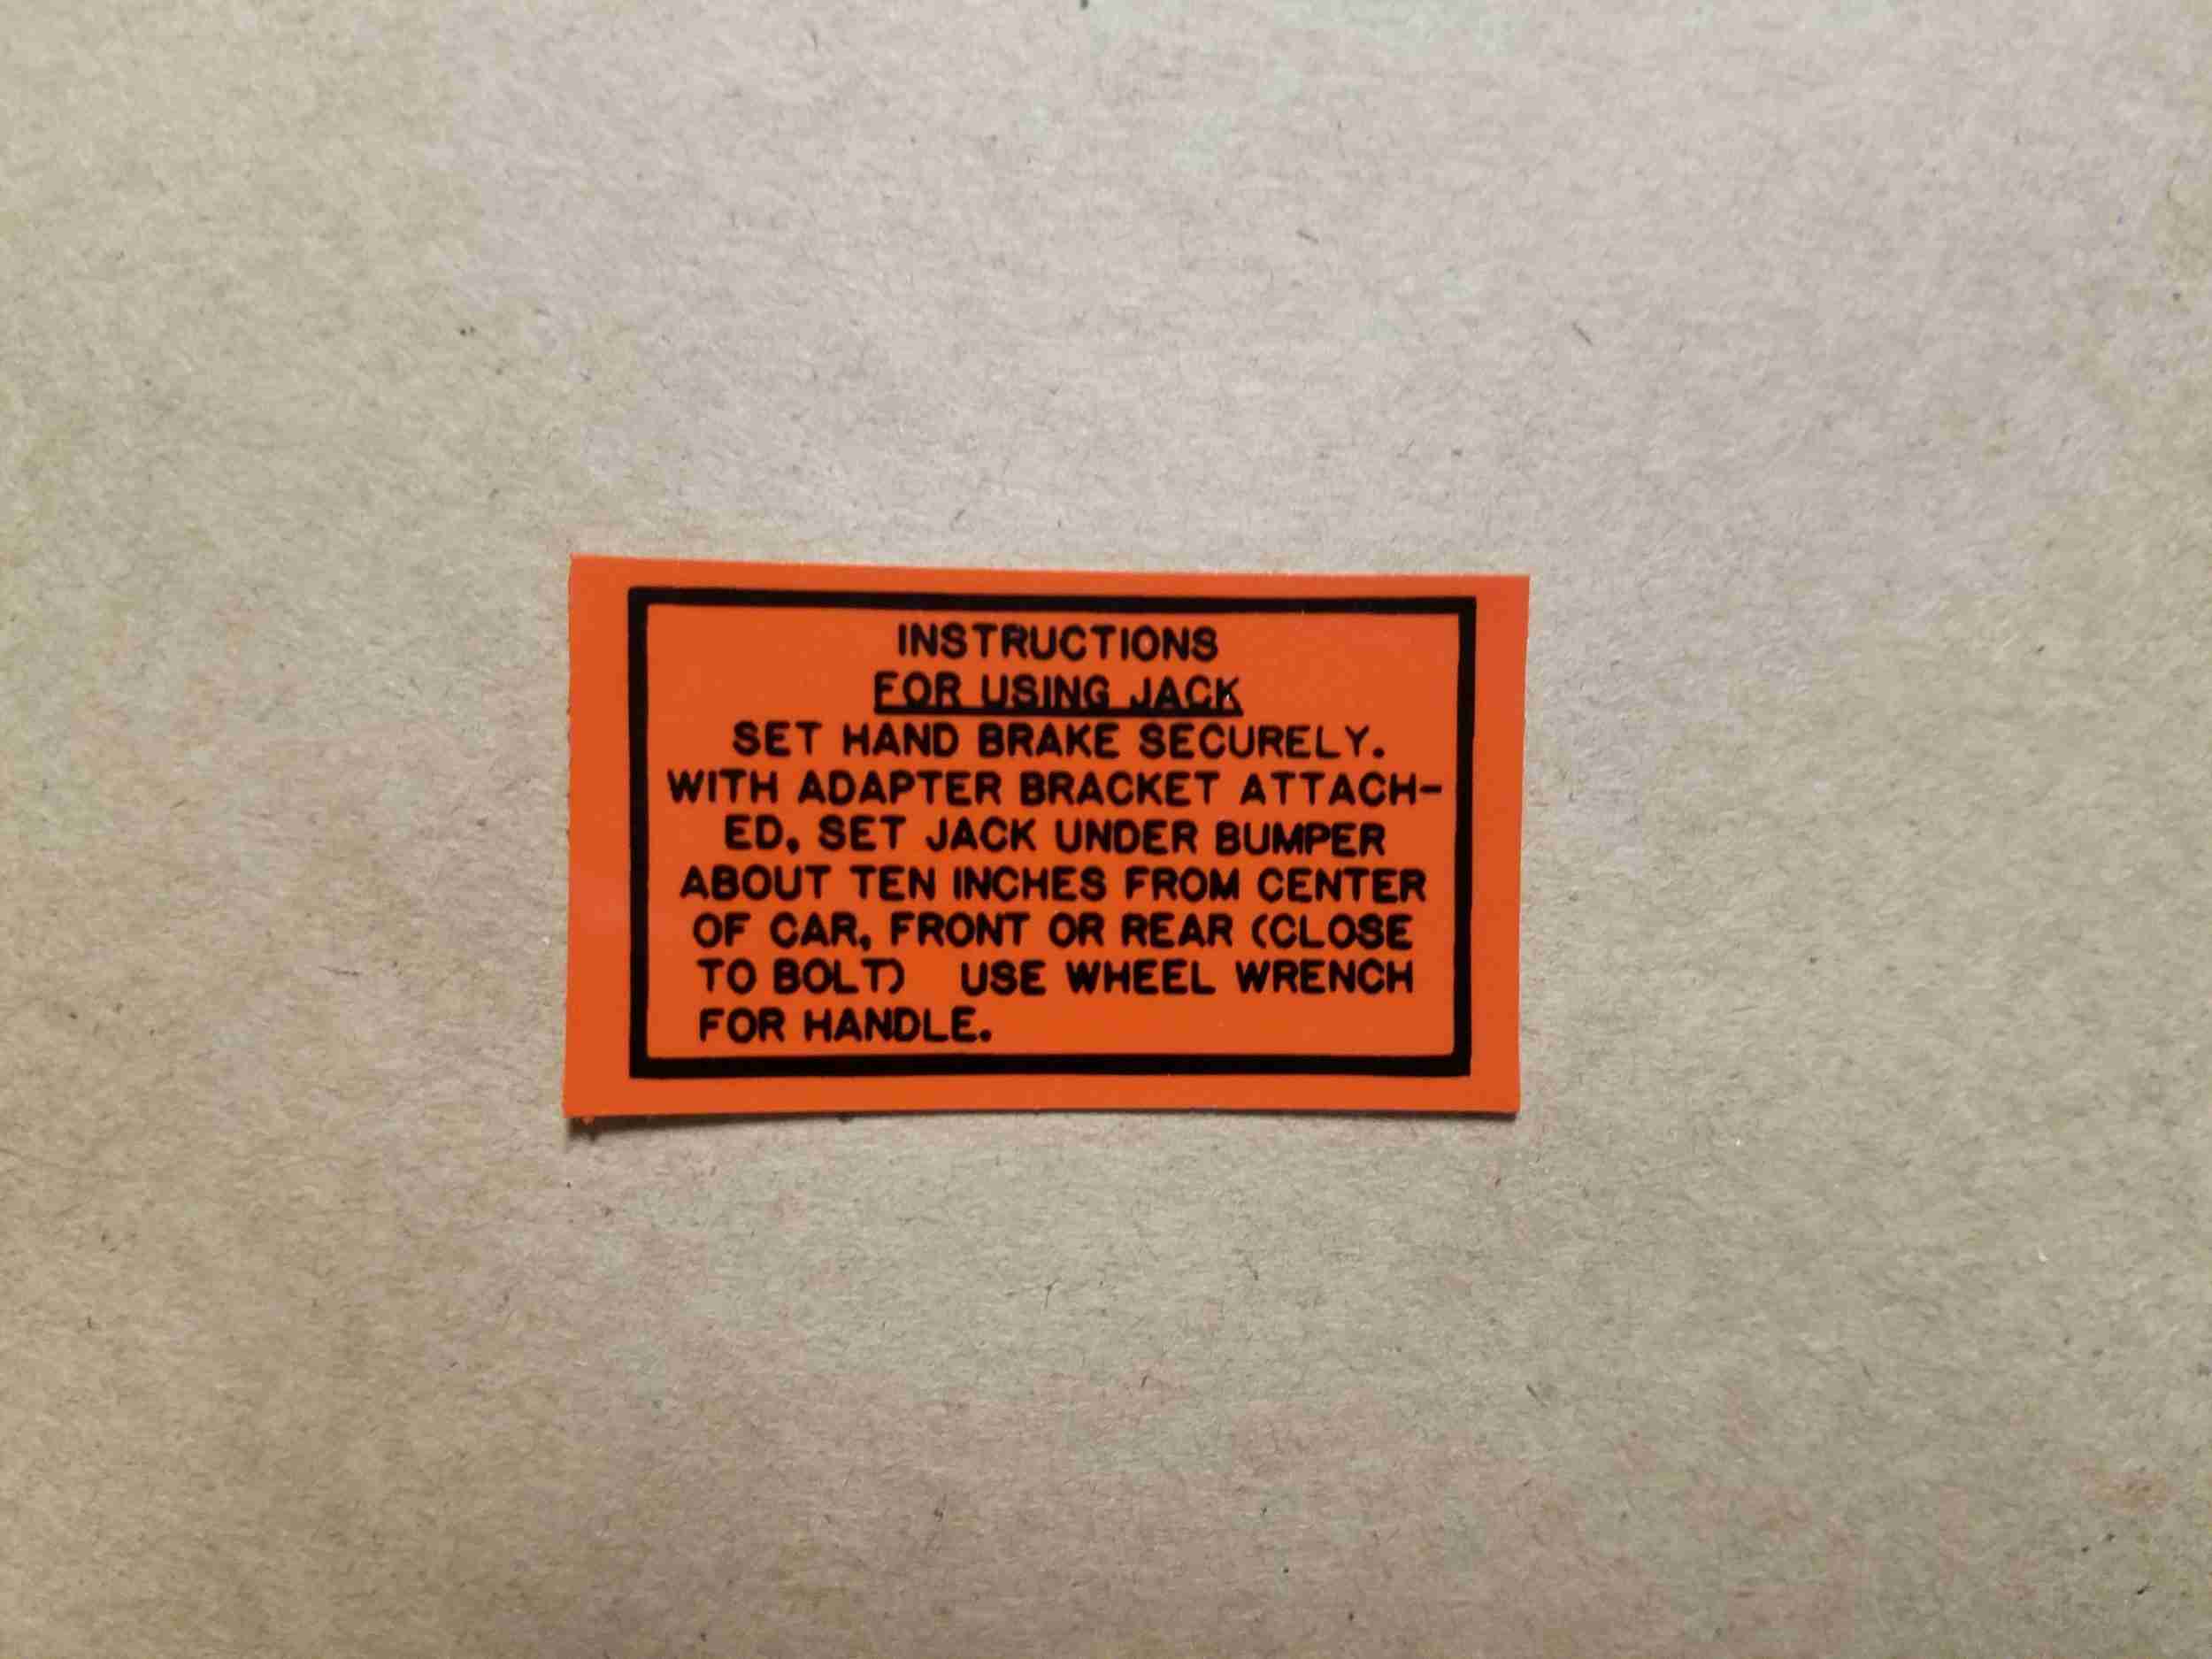 INSTRUCTIONS
FOR USING JACK
SET HAND BRAKE SECURELY.
WITH ADAPTER BRACKET ATTACH-
ED, SET JACK UNDER BUMPER
ABOUT TEN INCHES FROM CENTER
OF CAR, FRONT OR REAR (CLOSE
TO BOLT) USE WHEEL WRENCH
FOR HANDLE.